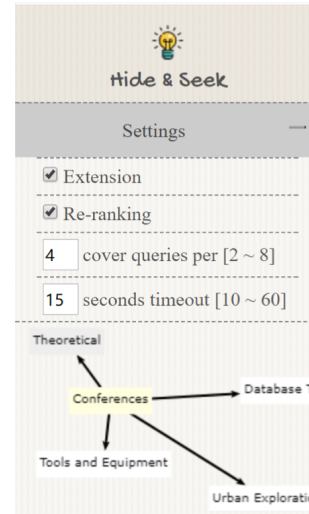 Hide & Seek
Settings
Extension
Re-ranking
4 cover queries per [2 ~ 8]
15 seconds timeout [10 ~ 60]
Theoretical
Conferences
Database
Tools and Equipment
Urban